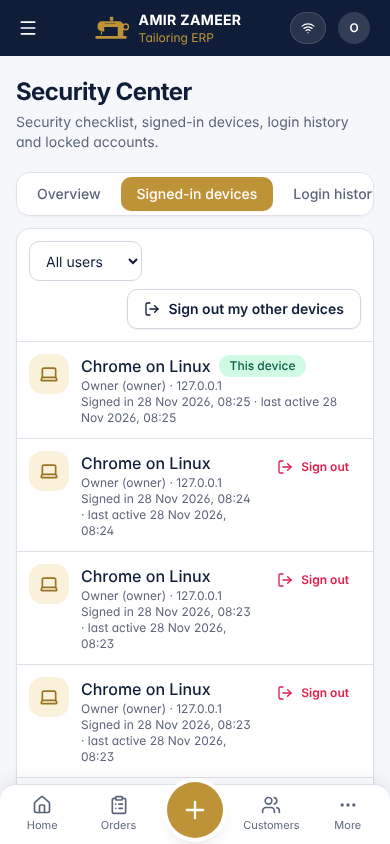 AMIR ZAMEER
Tailoring ERP
O
Security Center
Security checklist, signed-in devices, login history
and locked accounts.
Overview
Signed-in devices
Login histor
All users
Sign out my other devices
Chrome on Linux This device
Owner (owner) · 127.0.0.1
Signed in 28 Nov 2026, 08:25 · last active 28
Nov 2026, 08:25
Chrome on Linux
Sign out
Owner (owner) · 127.0.0.1
Signed in 28 Nov 2026, 08:24
· last active 28 Nov 2026,
08:24
Chrome on Linux
Sign out
Owner (owner) · 127.0.0.1
Signed in 28 Nov 2026, 08:23
· last active 28 Nov 2026,
08:23
Chrome on Linux
Sign out
Owner (owner) · 127.0.0.1
Signed in 28 Nov 2026, 08:23
· last active 28 Nov 2026,
08:23
Home
Orders
Customers
More